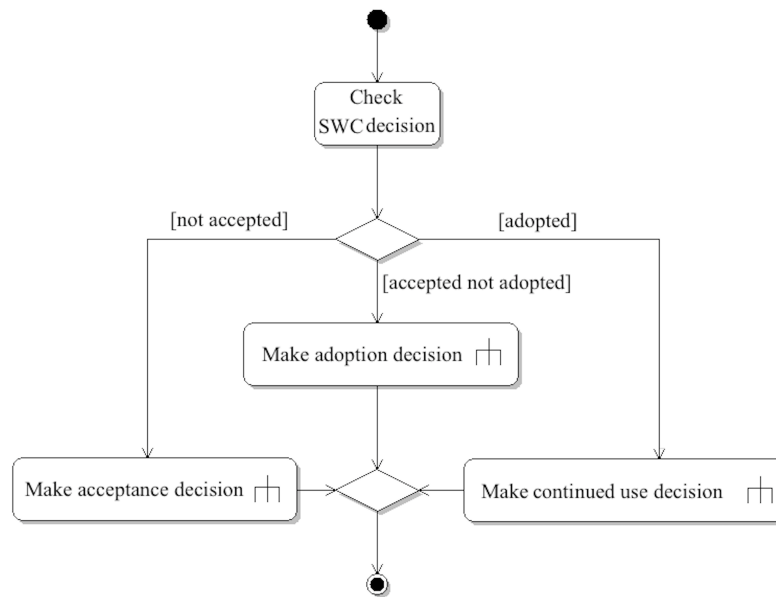 Check
SWC decision
[not accepted]
[adopted]
[accepted not adopted]
Make adoption decision
Make acceptance decision
Make continued use decision